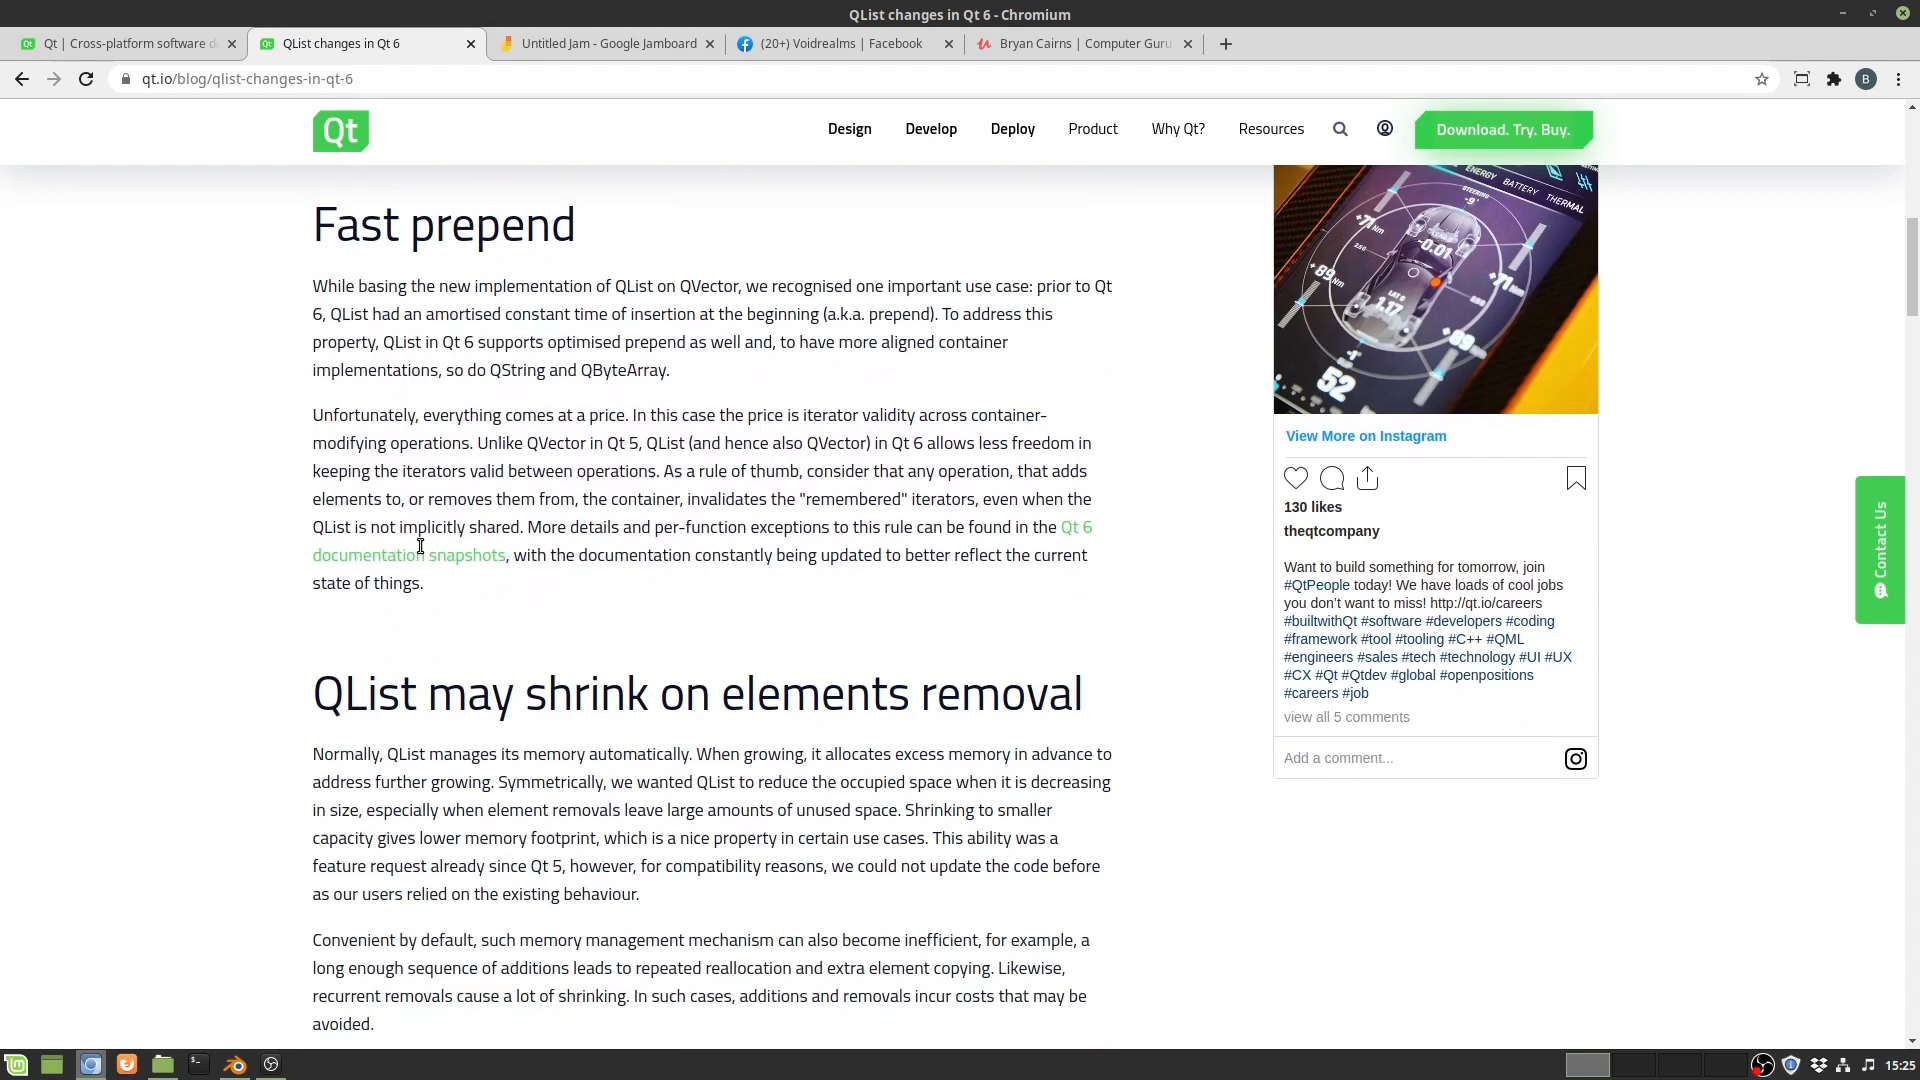 QList changes in Qt 6 - Chromium
Qt | Cross-platform software d
QList changes in Qt 6
Untitled Jam - Google Jamboard
(20+) Voidrealms | Facebook
Bryan Cairns | Computer Guru
qt.io/blog/qlist-changes-in-qt-6
B
Qt
Design
Develop
Deploy
Product
Why Qt?
Resources
Download. Try. Buy.
Fast prepend
While basing the new implementation of QList on QVector, we recognised one important use case: prior to Qt
6, QList had an amortised constant time of insertion at the beginning (a.k.a. prepend). To address this
property, QList in Qt 6 supports optimised prepend as well and, to have more aligned container
implementations, so do QString and QByteArray.
Unfortunately, everything comes at a price. In this case the price is iterator validity across container-
modifying operations. Unlike QVector in Qt 5, QList (and hence also QVector) in Qt 6 allows less freedom in
keeping the iterators valid between operations. As a rule of thumb, consider that any operation, that adds
elements to, or removes them from, the container, invalidates the "remembered" iterators, even when the
QList is not implicitly shared. More details and per-function exceptions to this rule can be found in the Qt 6
documentation snapshots, with the documentation constantly being updated to better reflect the current
state of things.
QList may shrink on elements removal
Normally, QList manages its memory automatically. When growing, it allocates excess memory in advance to
address further growing. Symmetrically, we wanted QList to reduce the occupied space when it is decreasing
in size, especially when element removals leave large amounts of unused space. Shrinking to smaller
capacity gives lower memory footprint, which is a nice property in certain use cases. This ability was a
feature request already since Qt 5, however, for compatibility reasons, we could not update the code before
as our users relied on the existing behaviour.
Convenient by default, such memory management mechanism can also become inefficient, for example, a
long enough sequence of additions leads to repeated reallocation and extra element copying. Likewise,
recurrent removals cause a lot of shrinking. In such cases, additions and removals incur costs that may be
avoided.
ENERGY
BATTERY
THERMAL
STEERING
-9°
+71 Nm
-0.01
+71 Nm
+89 Nm
LAT G
1.17
+89 Nm
52
View More on Instagram
130 likes
theqtcompany
Want to build something for tomorrow, join
#QtPeople today! We have loads of cool jobs
you don't want to miss! http://qt.io/careers
#builtwithQt #software #developers #coding
#framework #tool #tooling #C++ #QML
#engineers #sales #tech #technology #UI #UX
#CX #Qt #Qtdev #global #openpositions
#careers #job
view all 5 comments
Add a comment...
Contact Us
15:25